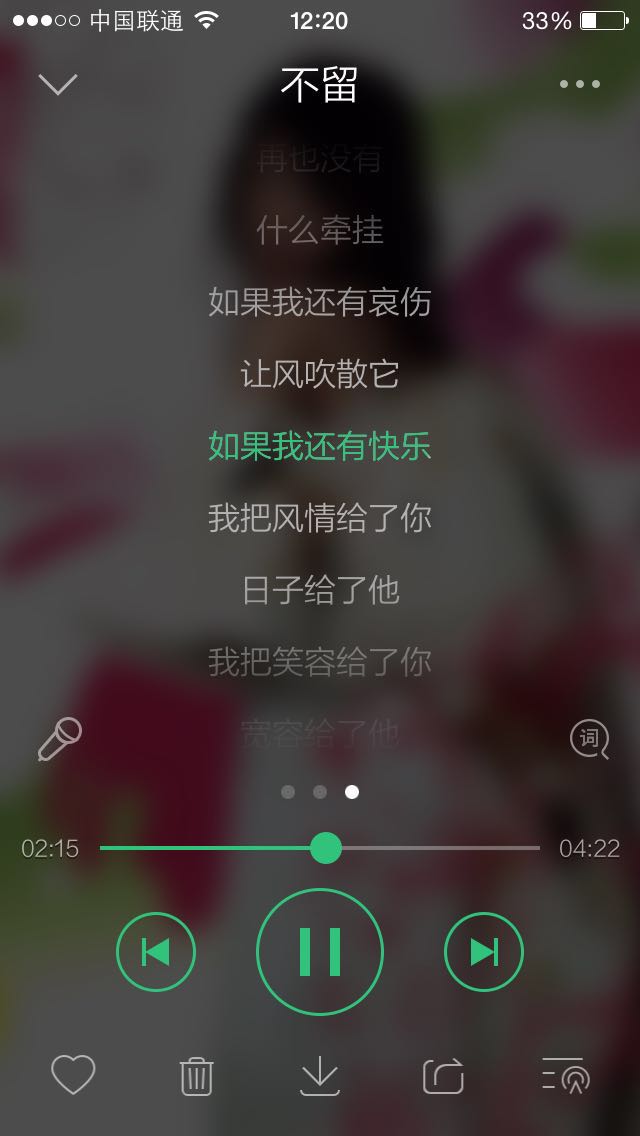 中国联通 12:20 33%
不留
再也没有
什么牵挂
如果我还有哀伤
让风吹散它
如果我还有快乐
我把风情给了你
日子给了他
我把笑容给了你
宽容给了他
词
02:15 04:22